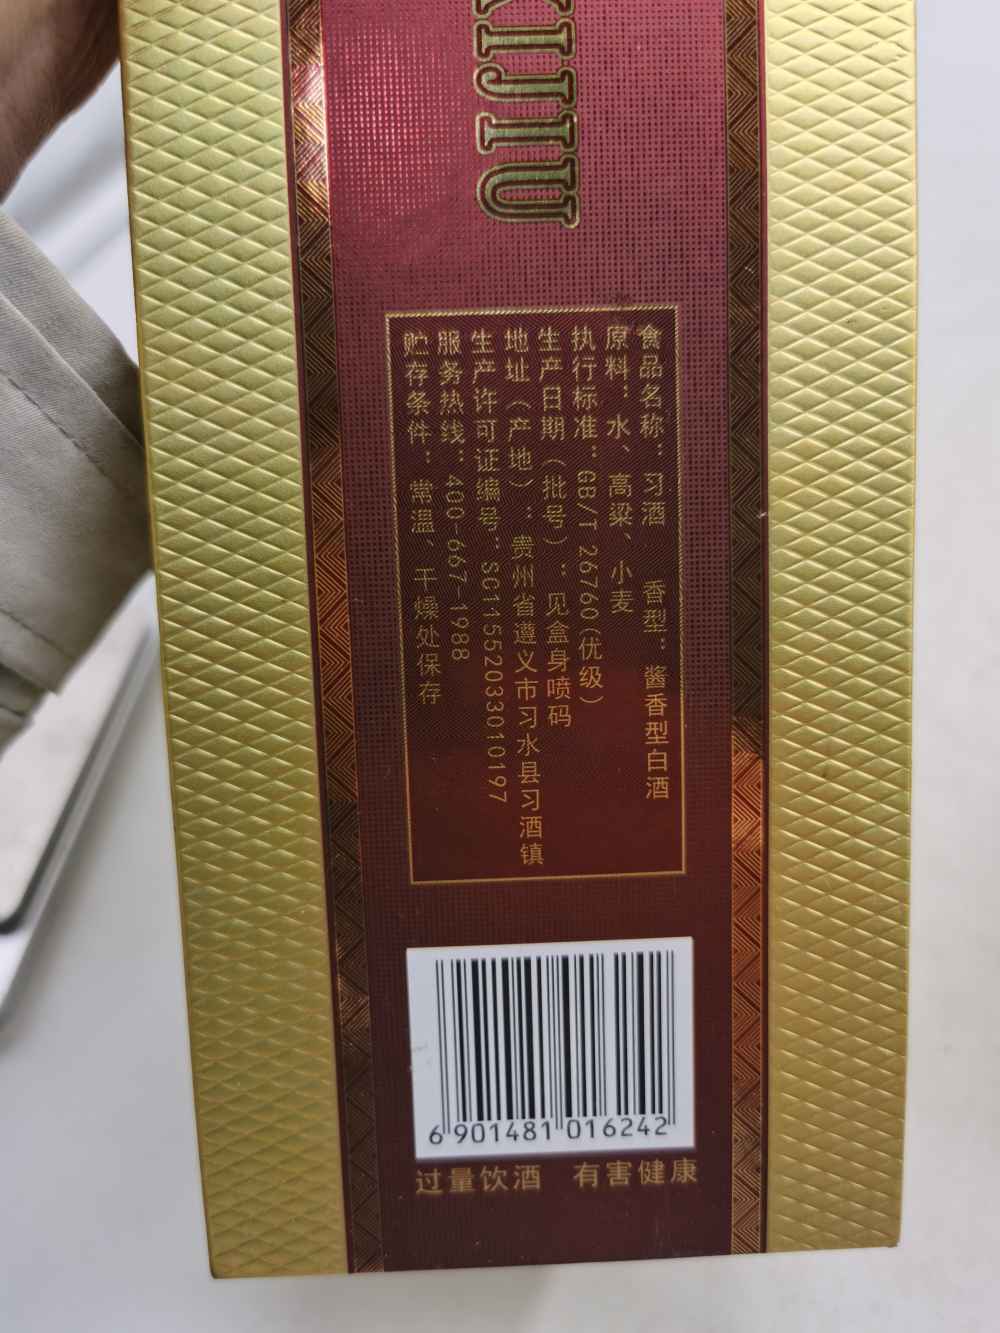 XIJIU
食品名称：习酒 香型：酱香型白酒
原料：水、高粱、小麦
执行标准：GB/T 26760(优级)
生产日期（批号）：见盒身喷码
地址（产地）：贵州省遵义市习水县习酒镇
生产许可证编号：SC11552033010197
服务热线：400-667-1988
贮存条件：常温、干燥处保存
6 901481 016242
过量饮酒 有害健康